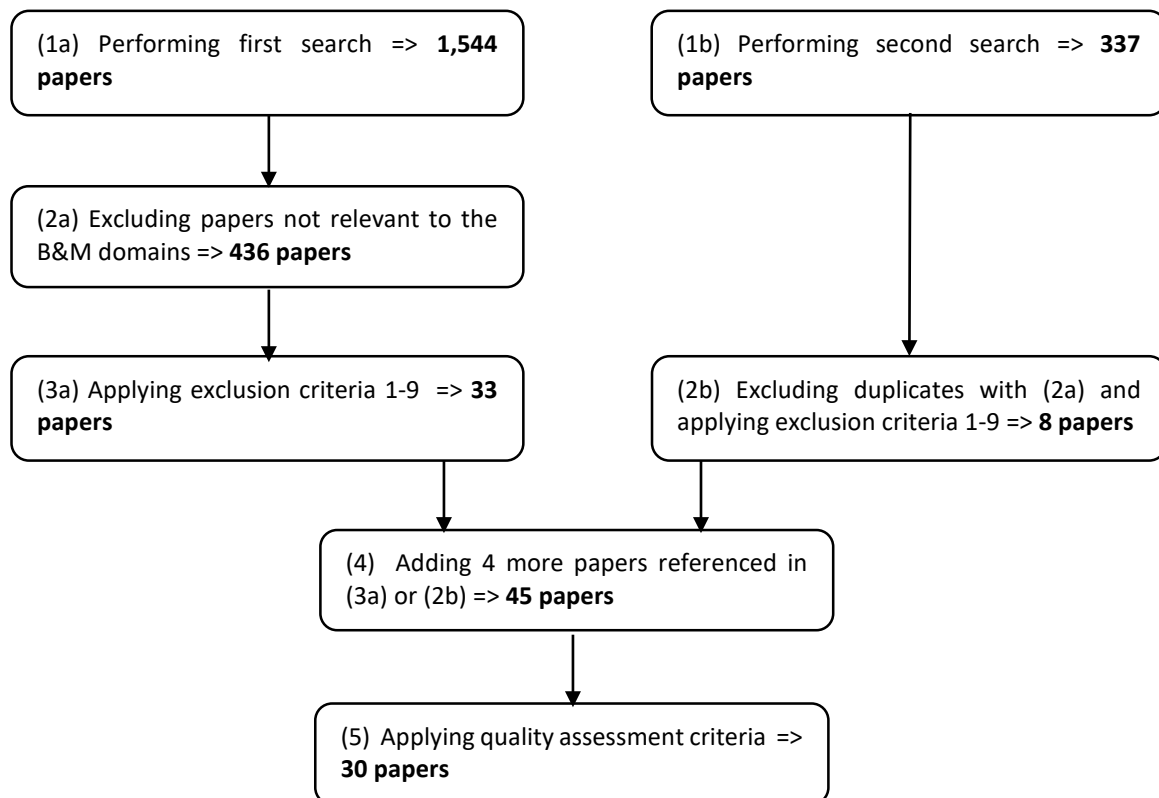 (1a) Performing first search => 1,544
papers
(1b) Performing second search => 337
papers
(2a) Excluding papers not relevant to the
B&M domains => 436 papers
(3a) Applying exclusion criteria 1-9 => 33
papers
(2b) Excluding duplicates with (2a) and
applying exclusion criteria 1-9 => 8 papers
(4) Adding 4 more papers referenced in
(3a) or (2b) => 45 papers
(5) Applying quality assessment criteria =>
30 papers